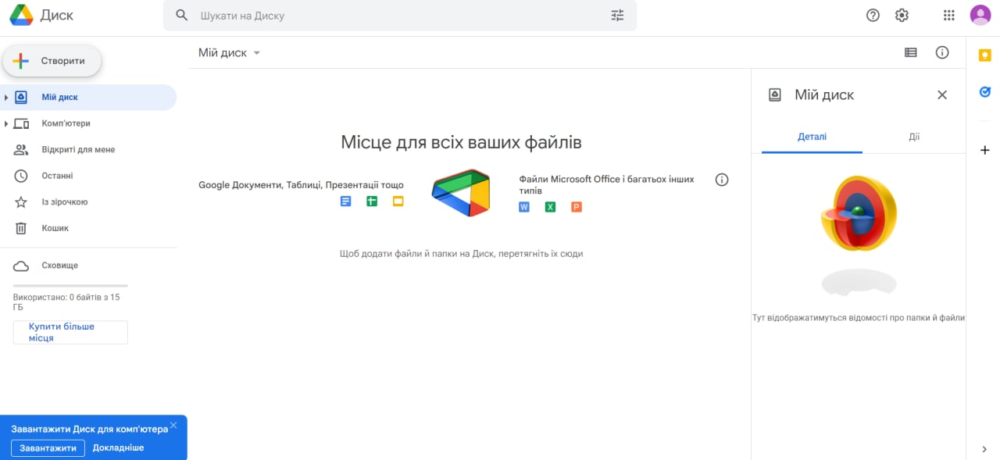 Диск
Шукати на Диску
Створити
Мій диск
Комп'ютери
Відкриті для мене
Останні
Із зірочкою
Кошик
Сховище
Використано: 0 байтів з 15
ГБ
Купити більше
місця
Завантажити Диск для комп'ютера
Завантажити
Докладніше
Мій диск
Місце для всіх ваших файлів
Google Документи, Таблиці, Презентації тощо
Файли Microsoft Office і багатьох інших
типів
W
X
P
Щоб додати файли й папки на Диск, перетягніть їх сюди
Мій диск
Деталі
Дії
Тут відображатимуться відомості про папки й файли